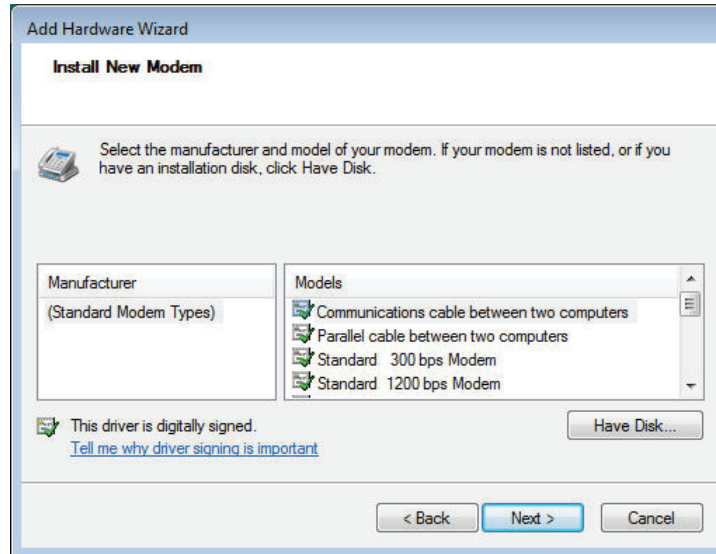 Add Hardware Wizard
Install New Modem
Select the manufacturer and model of your modem. If your modem is not listed, or if you
have an installation disk, click Have Disk.
Manufacturer
(Standard Modem Types)
Models
Communications cable between two computers
Parallel cable between two computers
Standard 300 bps Modem
Standard 1200 bps Modem
This driver is digitally signed.
Tell me why driver signing is important
Have Disk...
< Back
Next >
Cancel